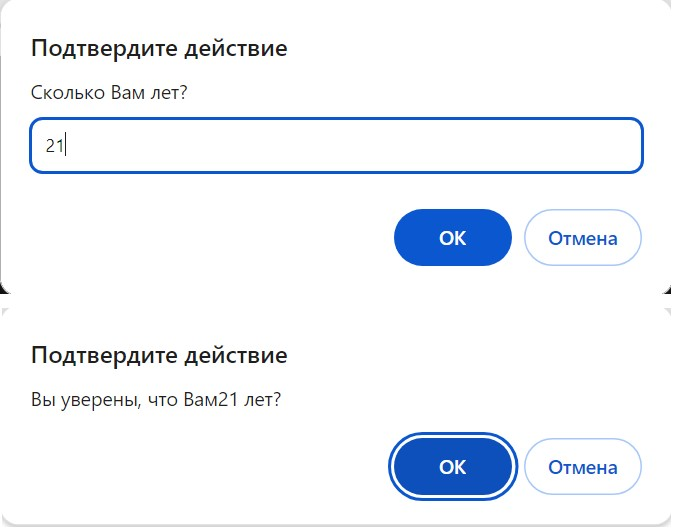 Подтвердите действие
Сколько Вам лет?
21
ОК Отмена
Подтвердите действие
Вы уверены, что Вам21 лет?
ОК Отмена